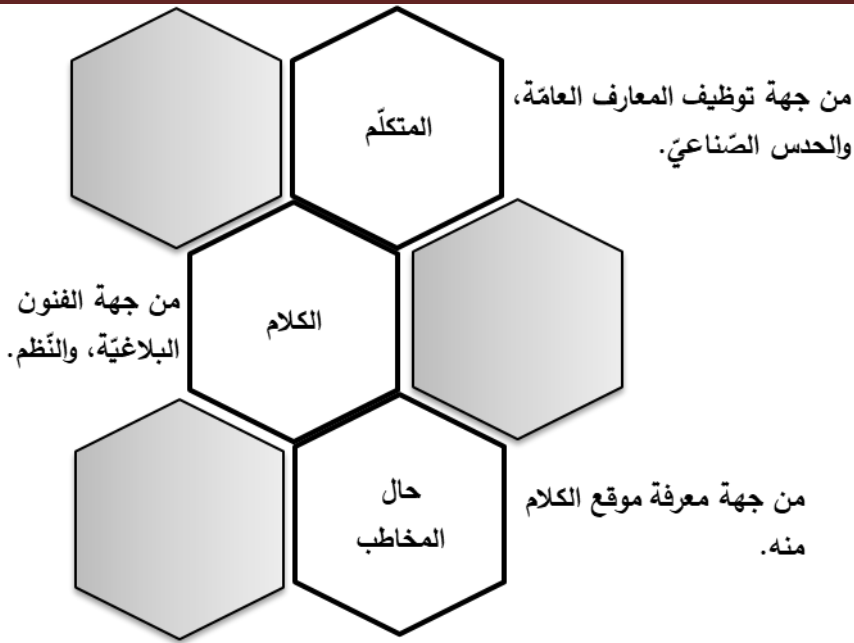 المتكلّم
من جهة توظيف المعارف العامّة،
والحدس الصّناعيّ.
الكلام
من جهة الفنون
البلاغيّة، والنّظم.
حال
المخاطب
من جهة معرفة موقع الكلام
منه.